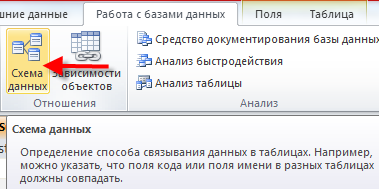 шние данные Работа с базами данных Поля Таблица
Схема данных
Зависимости объектов
Отношения
Средство документирования базы данных
Анализ быстродействия
Анализ таблицы
Анализ
Схема данных
Определение способа связывания данных в таблицах. Например,
можно указать, что поля кода или поля имени в разных таблицах
должны совпадать.